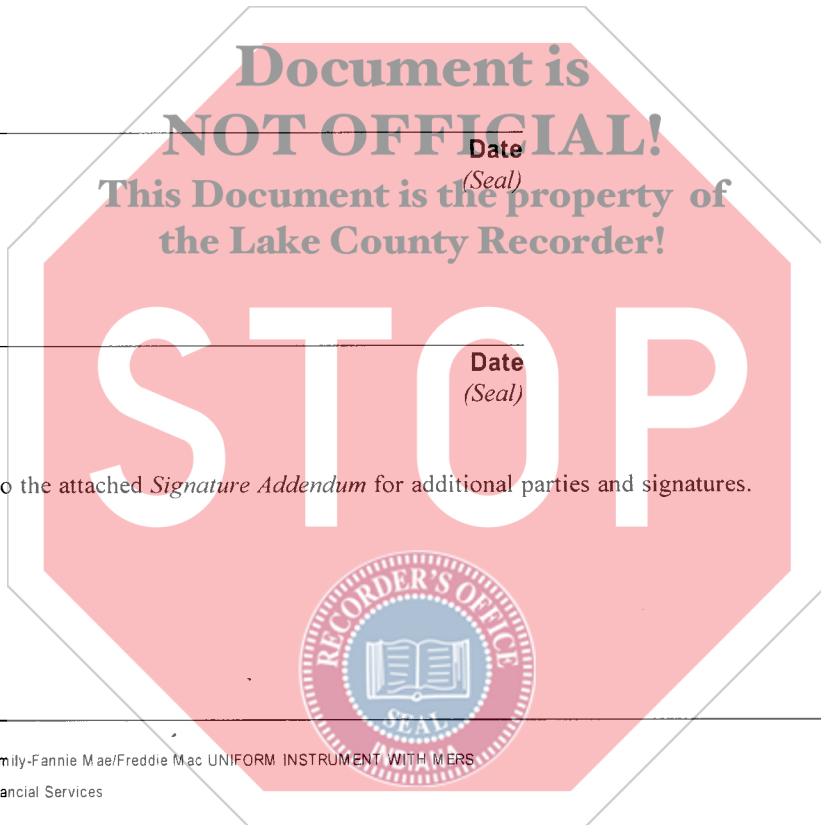 Document is
NOT OFFICIAL!
Date
(Seal)
This Document is the property of
the Lake County Recorder!
STOP
Date
(Seal)
o the attached Signature Addendum for additional parties and signatures.
RECORDER'S OFFICE
SEAL
INDIANA
mily-Fannie Mae/Freddie Mac UNIFORM INSTRUMENT WITH MERS
ancial Services